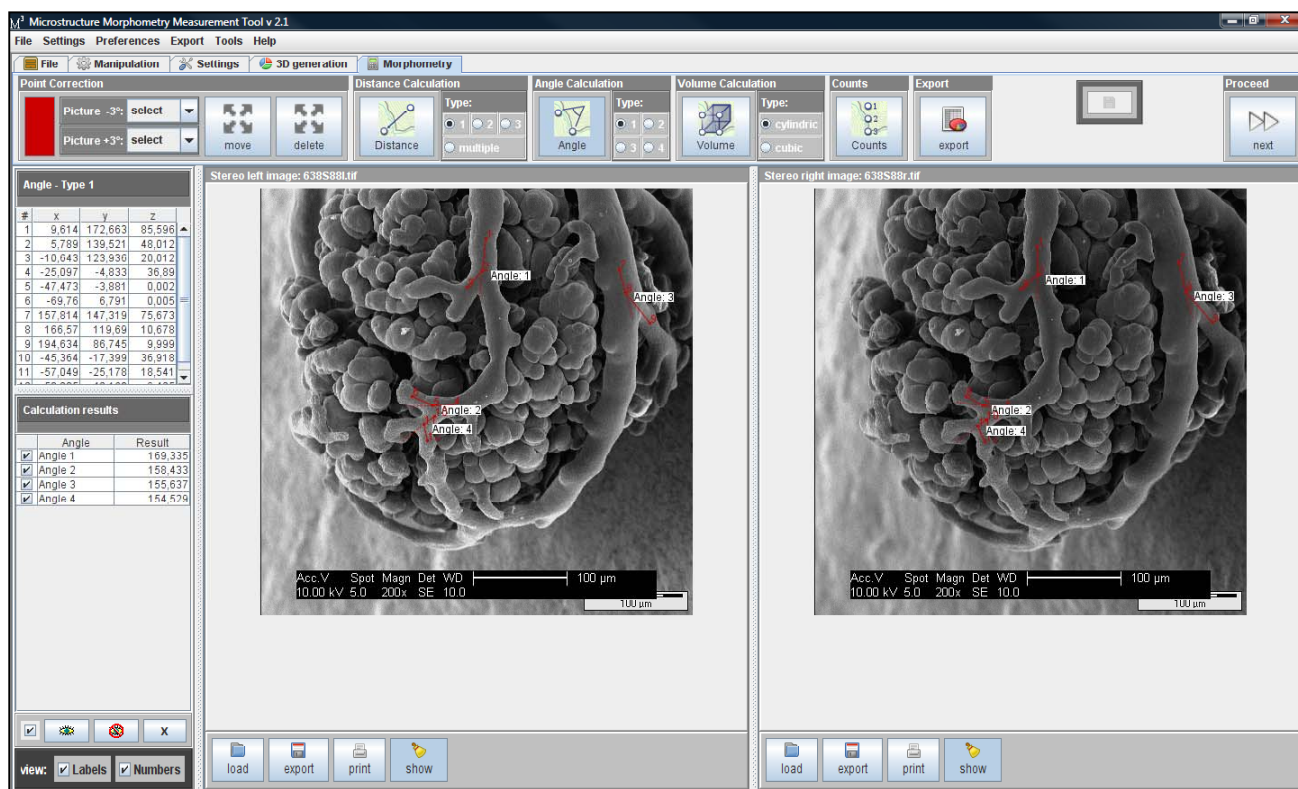 M³ Microstructure Morphometry Measurement Tool v 2.1
File Settings Preferences Export Tools Help
File Manipulation Settings 3D generation Morphometry
Point Correction Distance Calculation Angle Calculation Volume Calculation Counts Export Proceed
Picture -3°: select
Picture +3°: select
move delete
Distance
Type:
1 2 3
multiple
Angle
Type:
1 2
3 4
Volume
Type:
cylindric
cubic
Counts
export
next
Angle - Type 1
# x y z
1 9,614 172,663 85,596
2 5,789 139,521 48,012
3 -10,643 123,936 20,012
4 -25,097 -4,833 36,89
5 -47,473 -3,881 0,002
6 -69,76 6,791 0,005
7 157,814 147,319 75,673
8 166,57 119,69 10,678
9 194,634 86,745 9,999
10 -45,364 -17,399 36,918
11 -57,049 -25,178 18,541
Calculation results
Angle Result
Angle 1 169,335
Angle 2 158,433
Angle 3 155,637
Angle 4 154,529
X
view: Labels Numbers
Stereo left image: 638S88l.tif
Angle: 1
Angle: 3
Angle: 2
Angle: 4
Acc.V Spot Magn Det WD 100 µm
10.00 kV 5.0 200x SE 10.0
100 µm
load export print show
Stereo right image: 638S88r.tif
Angle: 1
Angle: 3
Angle: 2
Angle: 4
Acc.V Spot Magn Det WD 100 µm
10.00 kV 5.0 200x SE 10.0
100 µm
load export print show